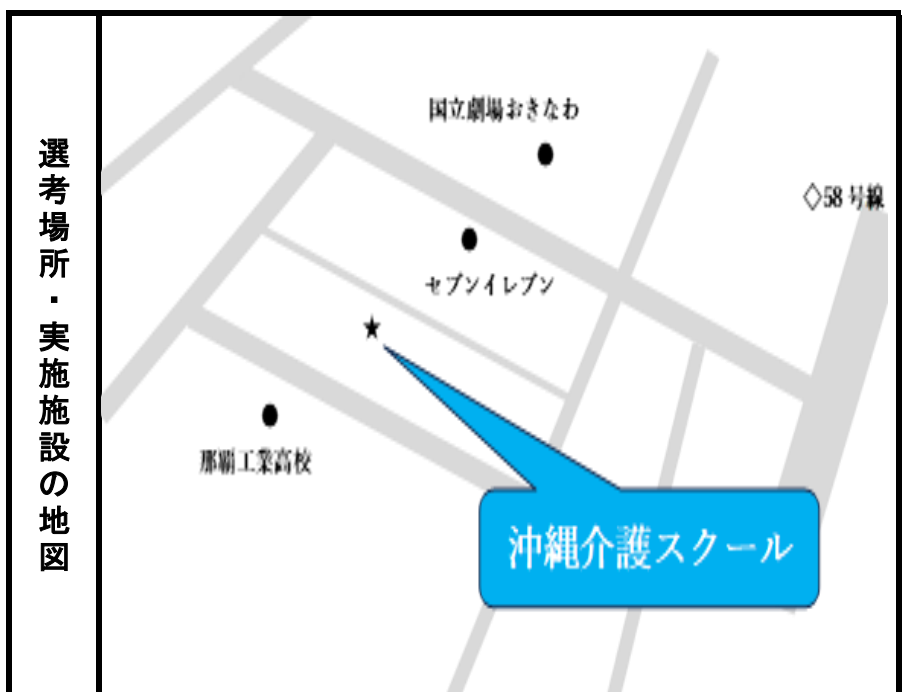 選考場所・実施施設の地図
国立劇場おきなわ
◇58号線
セブンイレブン
那覇工業高校
沖縄介護スクール